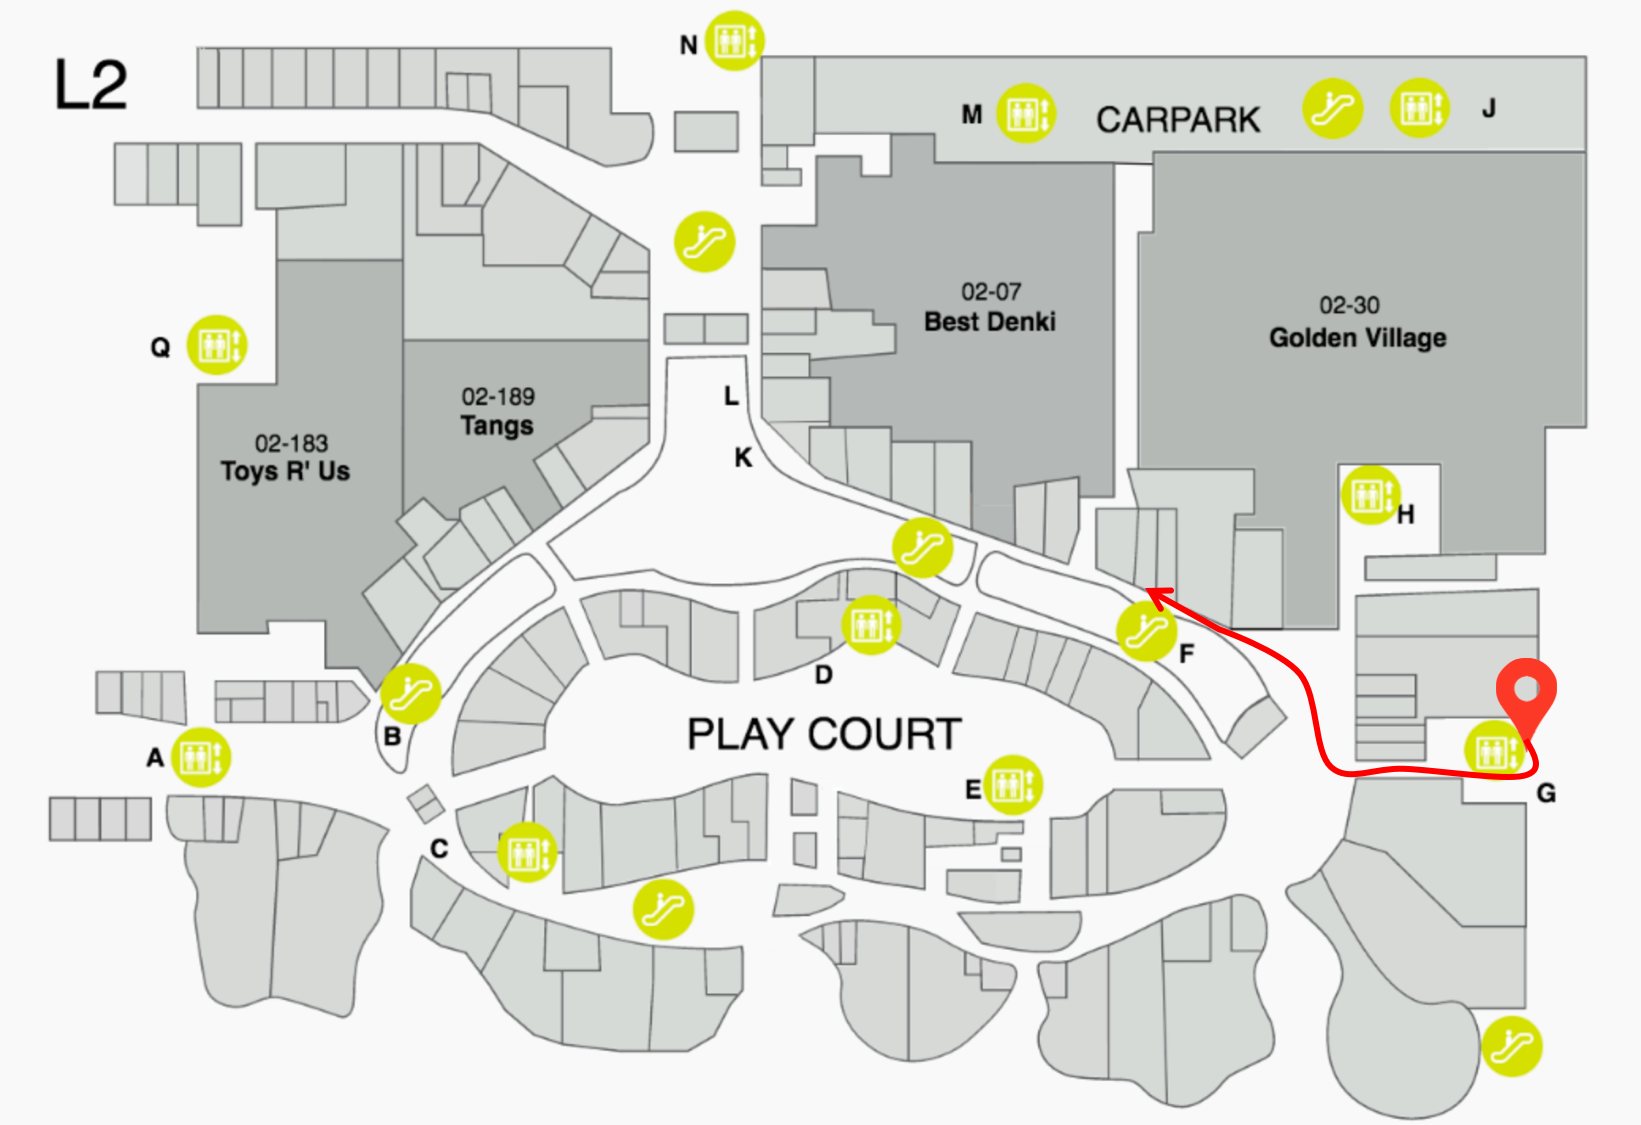 L2
N
M
CARPARK
J
02-07
Best Denki
02-30
Golden Village
Q
02-189
Tangs
L
02-183
Toys R' Us
K
H
F
D
B
PLAY COURT
A
E
G
C